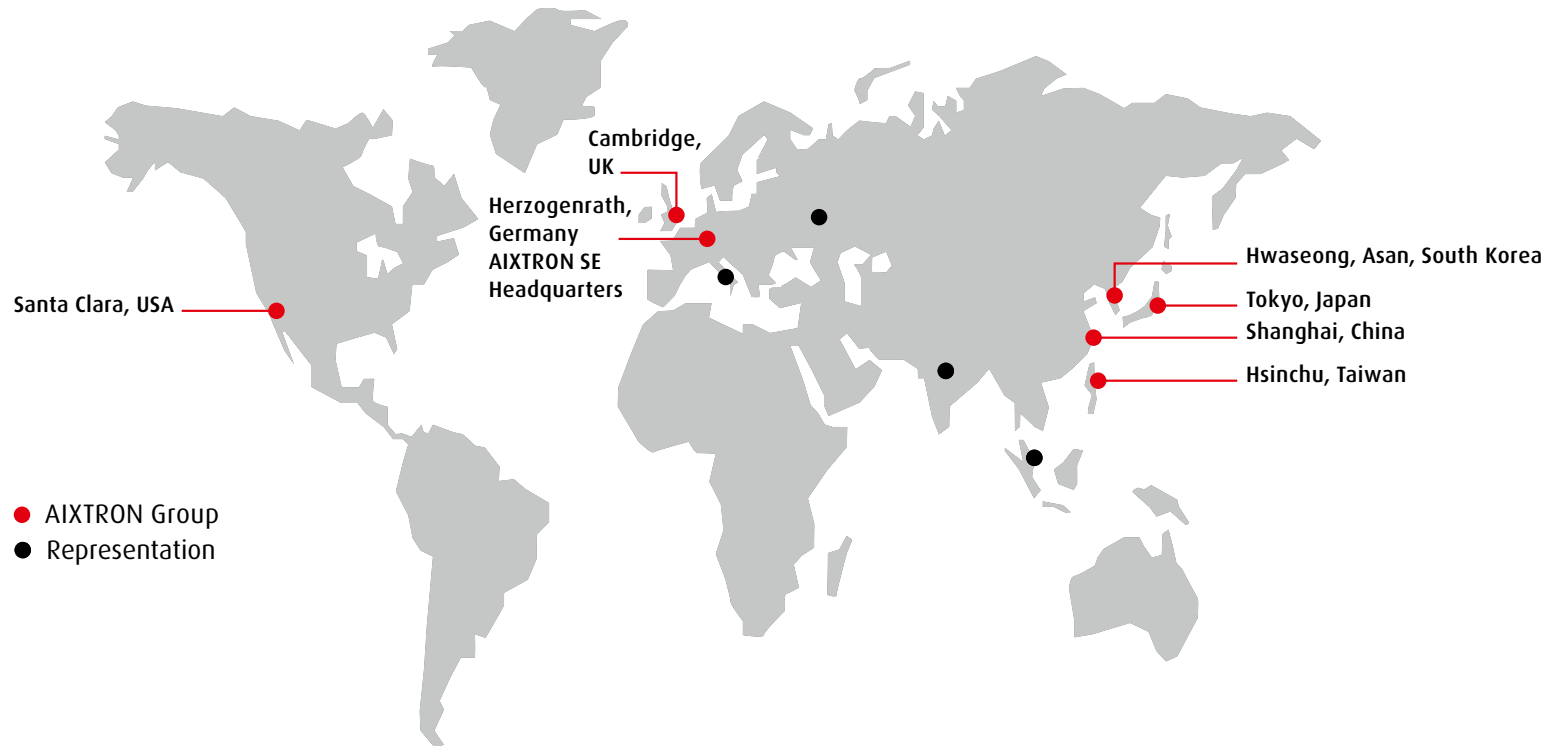 Cambridge,
UK
Herzogenrath,
Germany
AIXTRON SE
Headquarters
Santa Clara, USA
Hwaseong, Asan, South Korea
Tokyo, Japan
Shanghai, China
Hsinchu, Taiwan
AIXTRON Group
Representation